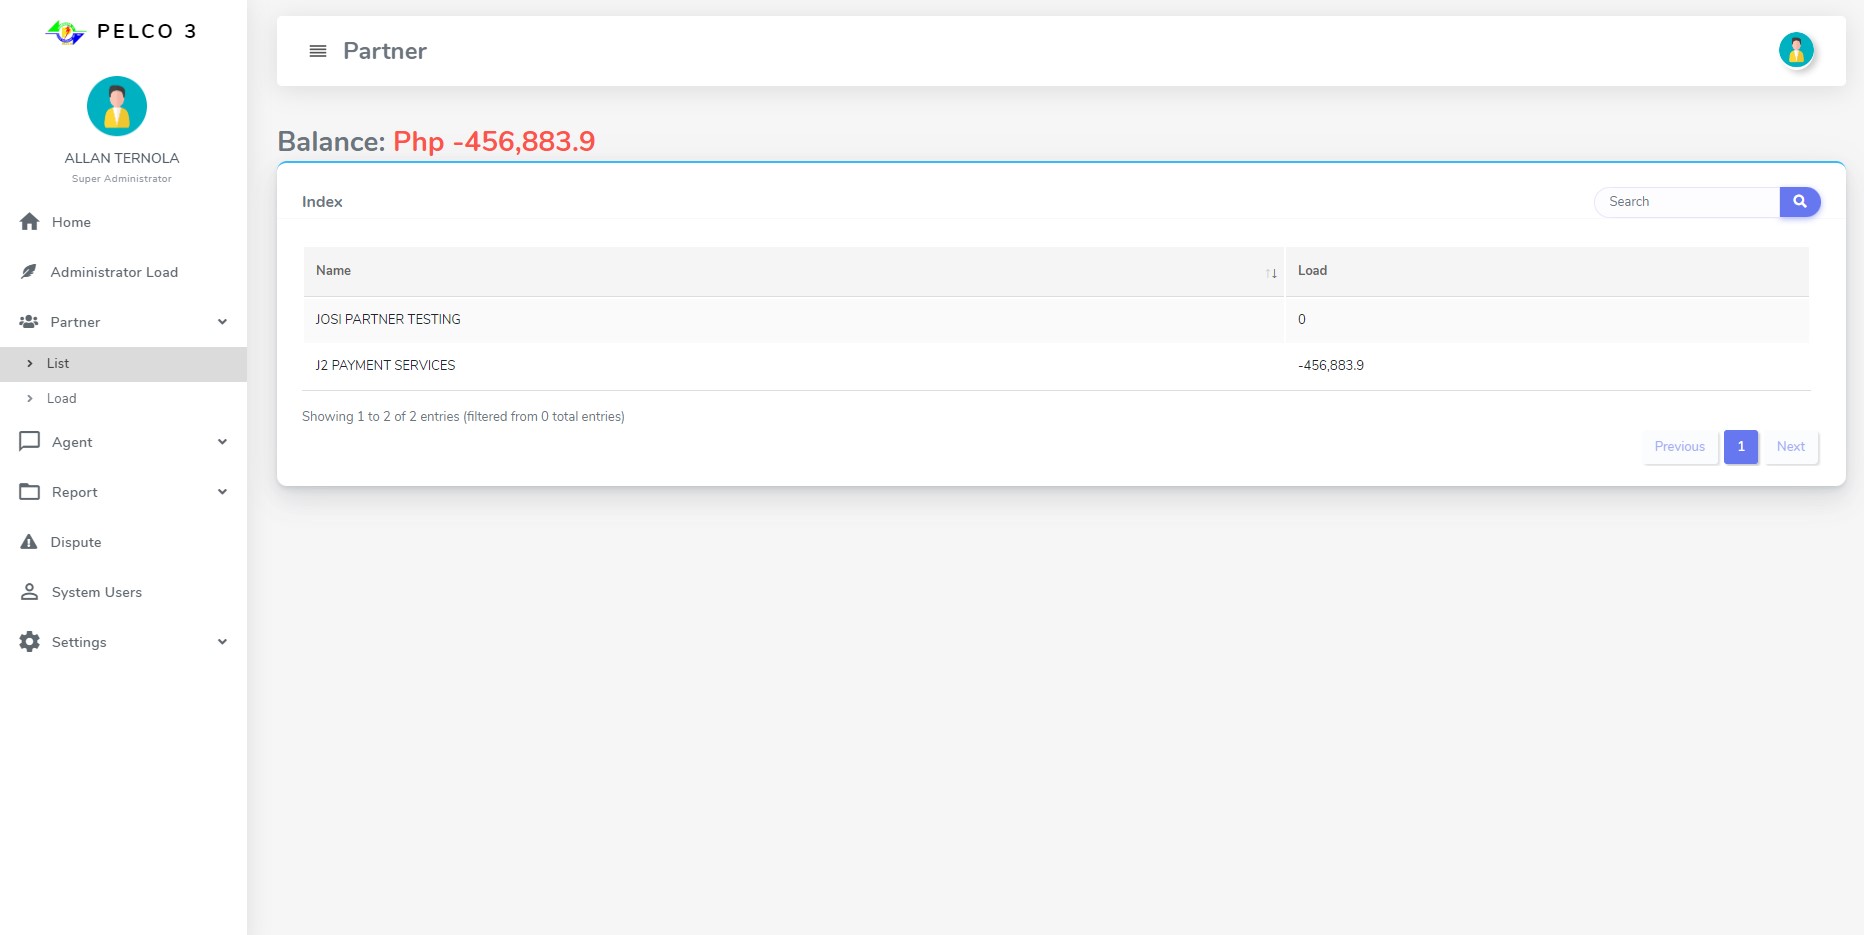 PELCO 3
ALLAN TERNOLA
Super Administrator
Home
Administrator Load
Partner
List
Load
Agent
Report
Dispute
System Users
Settings
Partner
Balance: Php -456,883.9
Index
Search
Name Load
JOSI PARTNER TESTING 0
J2 PAYMENT SERVICES -456,883.9
Showing 1 to 2 of 2 entries (filtered from 0 total entries)
Previous 1 Next